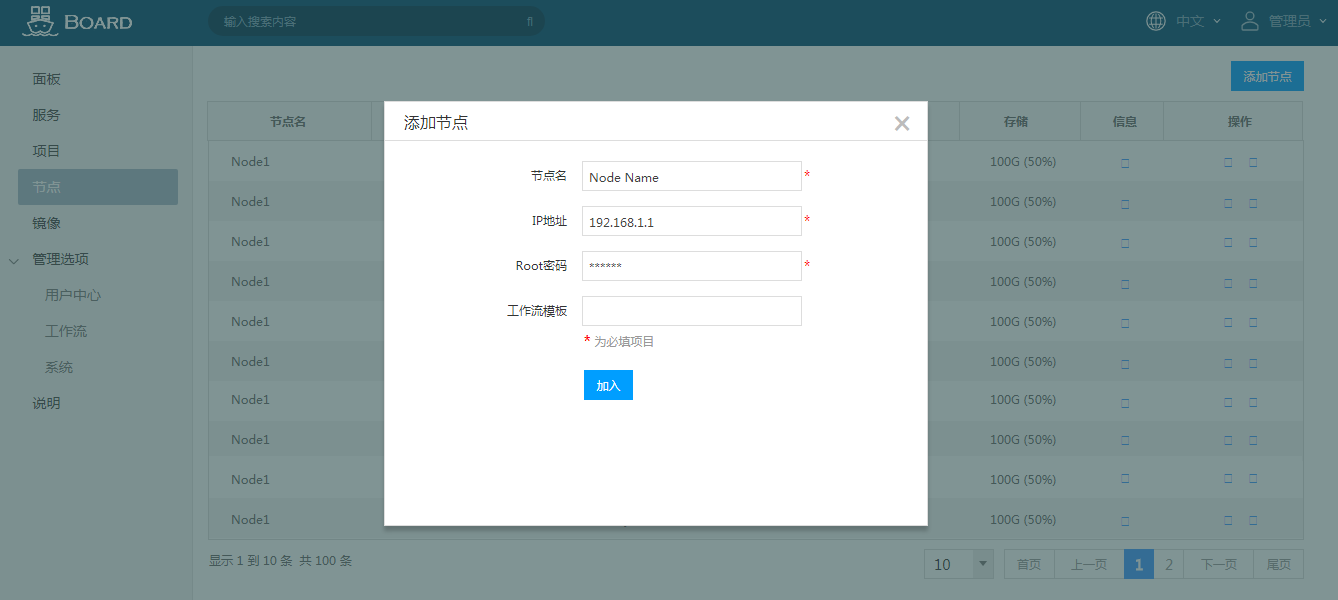 BOARD
输入搜索内容
中文
管理员
面板
服务
项目
节点
镜像
管理选项
用户中心
工作流
系统
说明
添加节点
节点名 存储 信息 操作
Node1 100G (50%)
Node1 100G (50%)
Node1 100G (50%)
Node1 100G (50%)
Node1 100G (50%)
Node1 100G (50%)
Node1 100G (50%)
Node1 100G (50%)
Node1 100G (50%)
Node1 100G (50%)
添加节点
节点名 Node Name *
IP地址 192.168.1.1 *
Root密码 ****** *
工作流模板
* 为必填项目
加入
显示 1 到 10 条 共 100 条
10 首页 上一页 1 2 下一页 尾页